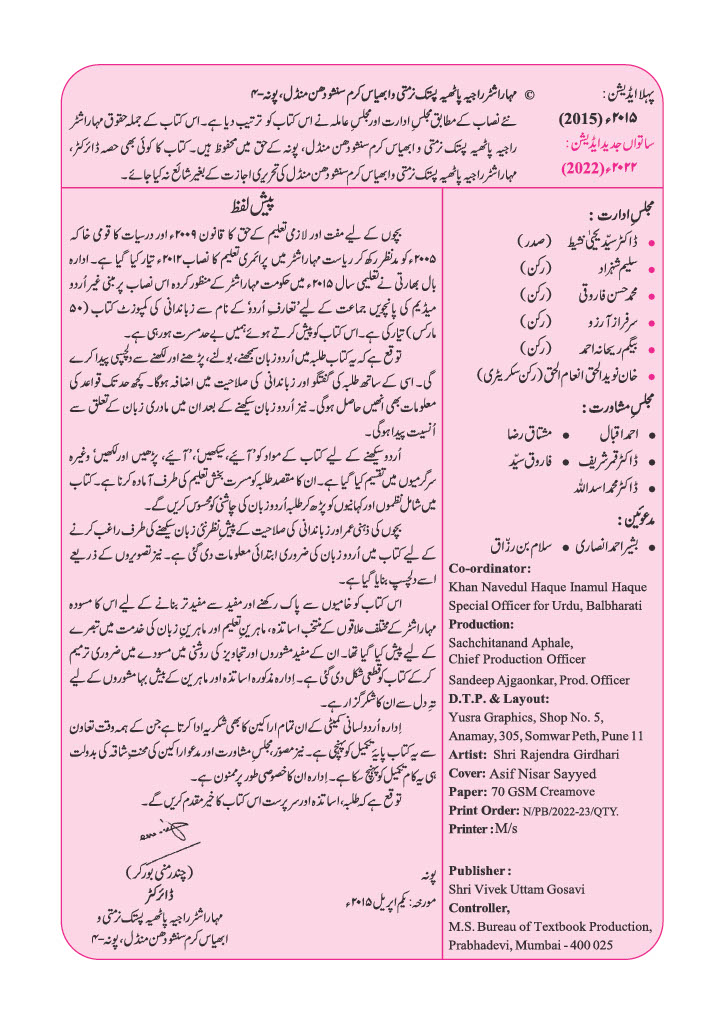 پہلا ایڈیشن :
۲۰۱۵ء (2015)
ساتواں جدید ایڈیشن :
۲۰۲۲ء (2022)
© مہاراشٹر راجیہ پاٹھیہ پستک نرمتی و ابھیاس کرم سنشودھن منڈل، پونہ-۴
نئے نصاب کے مطابق مجلسِ ادارت اور مجلسِ عاملہ نے اس کتاب کو ترتیب دیا ہے۔ اس کتاب کے جملہ حقوق مہاراشٹر
راجیہ پاٹھیہ پستک نرمتی و ابھیاس کرم سنشودھن منڈل، پونہ کے حق میں محفوظ ہیں۔ کتاب کا کوئی بھی حصہ ڈائرکٹر،
مہاراشٹر راجیہ پاٹھیہ پستک نرمتی و ابھیاس کرم سنشودھن منڈل کی تحریری اجازت کے بغیر شائع نہ کیا جائے۔
مجلسِ ادارت :
• ڈاکٹر سیّد یحییٰ نشیط (صدر)
• سلیم شہزاد (رکن)
• محمد حسن فاروقی (رکن)
• سرفراز آرزو (رکن)
• بیگم ریحانہ احمد (رکن)
• خان نوید الحق انعام الحق (رکن سکریٹری)
مجلسِ مشاورت :
• احمد اقبال • مشتاق رضا
• ڈاکٹر قمر شریف • فاروق سیّد
• ڈاکٹر محمد اسد اللہ
مدعوئین :
• بشیر احمد انصاری • سلام بن رزّاق
Co-ordinator:
Khan Navedul Haque Inamul Haque
Special Officer for Urdu, Balbharati
Production:
Sachchitanand Aphale,
Chief Production Officer
Sandeep Ajgaonkar, Prod. Officer
D.T.P. & Layout:
Yusra Graphics, Shop No. 5,
Anamay, 305, Somwar Peth, Pune 11
Artist: Shri Rajendra Girdhari
Cover: Asif Nisar Sayyed
Paper: 70 GSM Creamove
Print Order: N/PB/2022-23/QTY.
Printer : M/s
Publisher :
Shri Vivek Uttam Gosavi
Controller,
M.S. Bureau of Textbook Production,
Prabhadevi, Mumbai - 400 025
پیش لفظ
بچوں کے لیے مفت اور لازمی تعلیم کے حق کا قانون ۲۰۰۹ء اور درسیات کا قومی خاکہ
۲۰۰۵ء کو مدنظر رکھ کر ریاست مہاراشٹر میں پرائمری تعلیم کا نصاب ۲۰۱۲ء تیار کیا گیا ہے۔ ادارہ
بال بھارتی نے تعلیمی سال ۲۰۱۵ء میں حکومت مہاراشٹر کے منظور کردہ اس نصاب پر مبنی غیر اُردو
میڈیم کی پانچویں جماعت کے لیے ’تعارفِ اُردو‘ کے نام سے زباندانی کی کمپوزٹ کتاب (۵۰
مارکس) تیار کی ہے۔ اس کتاب کو پیش کرتے ہوئے ہمیں بے حد مسرت ہو رہی ہے۔
توقع ہے کہ یہ کتاب طلبہ میں اُردو زبان سمجھنے، بولنے، پڑھنے اور لکھنے سے دلچسپی پیدا کرے
گی۔ اسی کے ساتھ طلبہ کی گفتگو اور زباندانی کی صلاحیت میں اضافہ ہوگا۔ کچھ حد تک قواعد کی
معلومات بھی انھیں حاصل ہوگی۔ نیز اُردو زبان سیکھنے کے بعد ان میں مادری زبان کے تعلق سے
اُنسیت پیدا ہوگی۔
اُردو سیکھنے کے لیے کتاب کے مواد کو ’آئیے، سیکھیں‘، ’آئیے، پڑھیں اور لکھیں‘ وغیرہ
سرگرمیوں میں تقسیم کیا گیا ہے۔ ان کا مقصد طلبہ کو مسرت بخش تعلیم کی طرف آمادہ کرنا ہے۔ کتاب
میں شامل نظموں اور کہانیوں کو پڑھ کر طلبہ اُردو زبان کی چاشنی کو محسوس کریں گے۔
بچوں کی ذہنی عمر اور زباندانی کی صلاحیت کے پیشِ نظر نئی زبان سیکھنے کی طرف راغب کرنے
کے لیے کتاب میں اُردو زبان کی ضروری ابتدائی معلومات دی گئی ہے۔ نیز تصویروں کے ذریعے
اسے دلچسپ بنایا گیا ہے۔
اس کتاب کو خامیوں سے پاک رکھنے اور مفید سے مفید تر بنانے کے لیے اس کا مسودہ
مہاراشٹر کے مختلف علاقوں کے منتخب اساتذہ، ماہرینِ تعلیم اور ماہرینِ زبان کی خدمت میں تبصرے
کے لیے پیش کیا گیا تھا۔ ان کے مفید مشوروں اور تجاویز کی روشنی میں مسودے میں ضروری ترمیم
کرکے کتاب کو قطعی شکل دی گئی ہے۔ اِدارہ مذکورہ اساتذہ اور ماہرین کے بیش بہا مشوروں کے لیے
تہِ دل سے ان کا شکر گزار ہے۔
اِدارہ اُردو لسانی کمیٹی کے ان تمام اراکین کا بھی شکریہ ادا کرتا ہے جن کے ہمہ وقت تعاون
سے یہ کتاب پایۂ تکمیل کو پہنچی ہے۔ نیز مصوّر، مجلسِ مشاورت اور مدعو اراکین کی محنتِ شاقہ کی بدولت
ہی یہ کام تکمیل کو پہنچ سکا ہے۔ اِدارہ ان کا خصوصی طور پر ممنون ہے۔
توقع ہے کہ طلبہ، اساتذہ اور سرپرست اس کتاب کا خیر مقدم کریں گے۔
پونہ
مورخہ: یکم اپریل ۲۰۱۵ء
(چندر منی بورکر)
ڈائرکٹر
مہاراشٹر راجیہ پاٹھیہ پستک نرمتی و
ابھیاس کرم سنشودھن منڈل، پونہ-۴